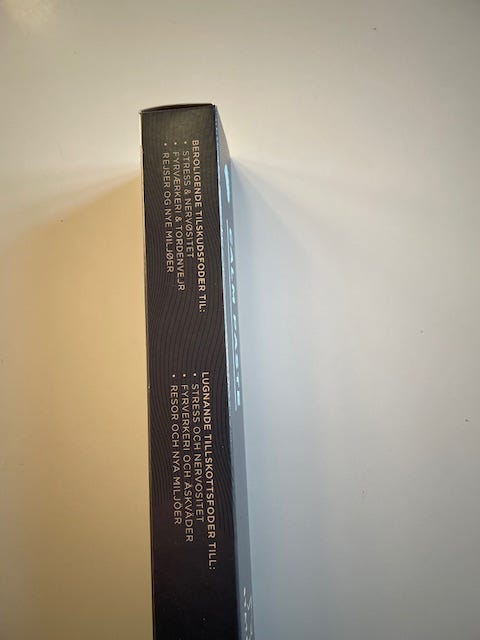 BEROLIGENDE TILSKUDSFODER TIL:
• STRESS & NERVØSITET
• FYRVÆRKERI & TORDENVEJR
• REJSER OG NYE MILJØER
LUGNANDE TILLSKOTTSFODER TILL:
• STRESS OCH NERVOSITET
• FYRVERKERI OCH ÅSKVÄDER
• RESOR OCH NYA MILJÖER